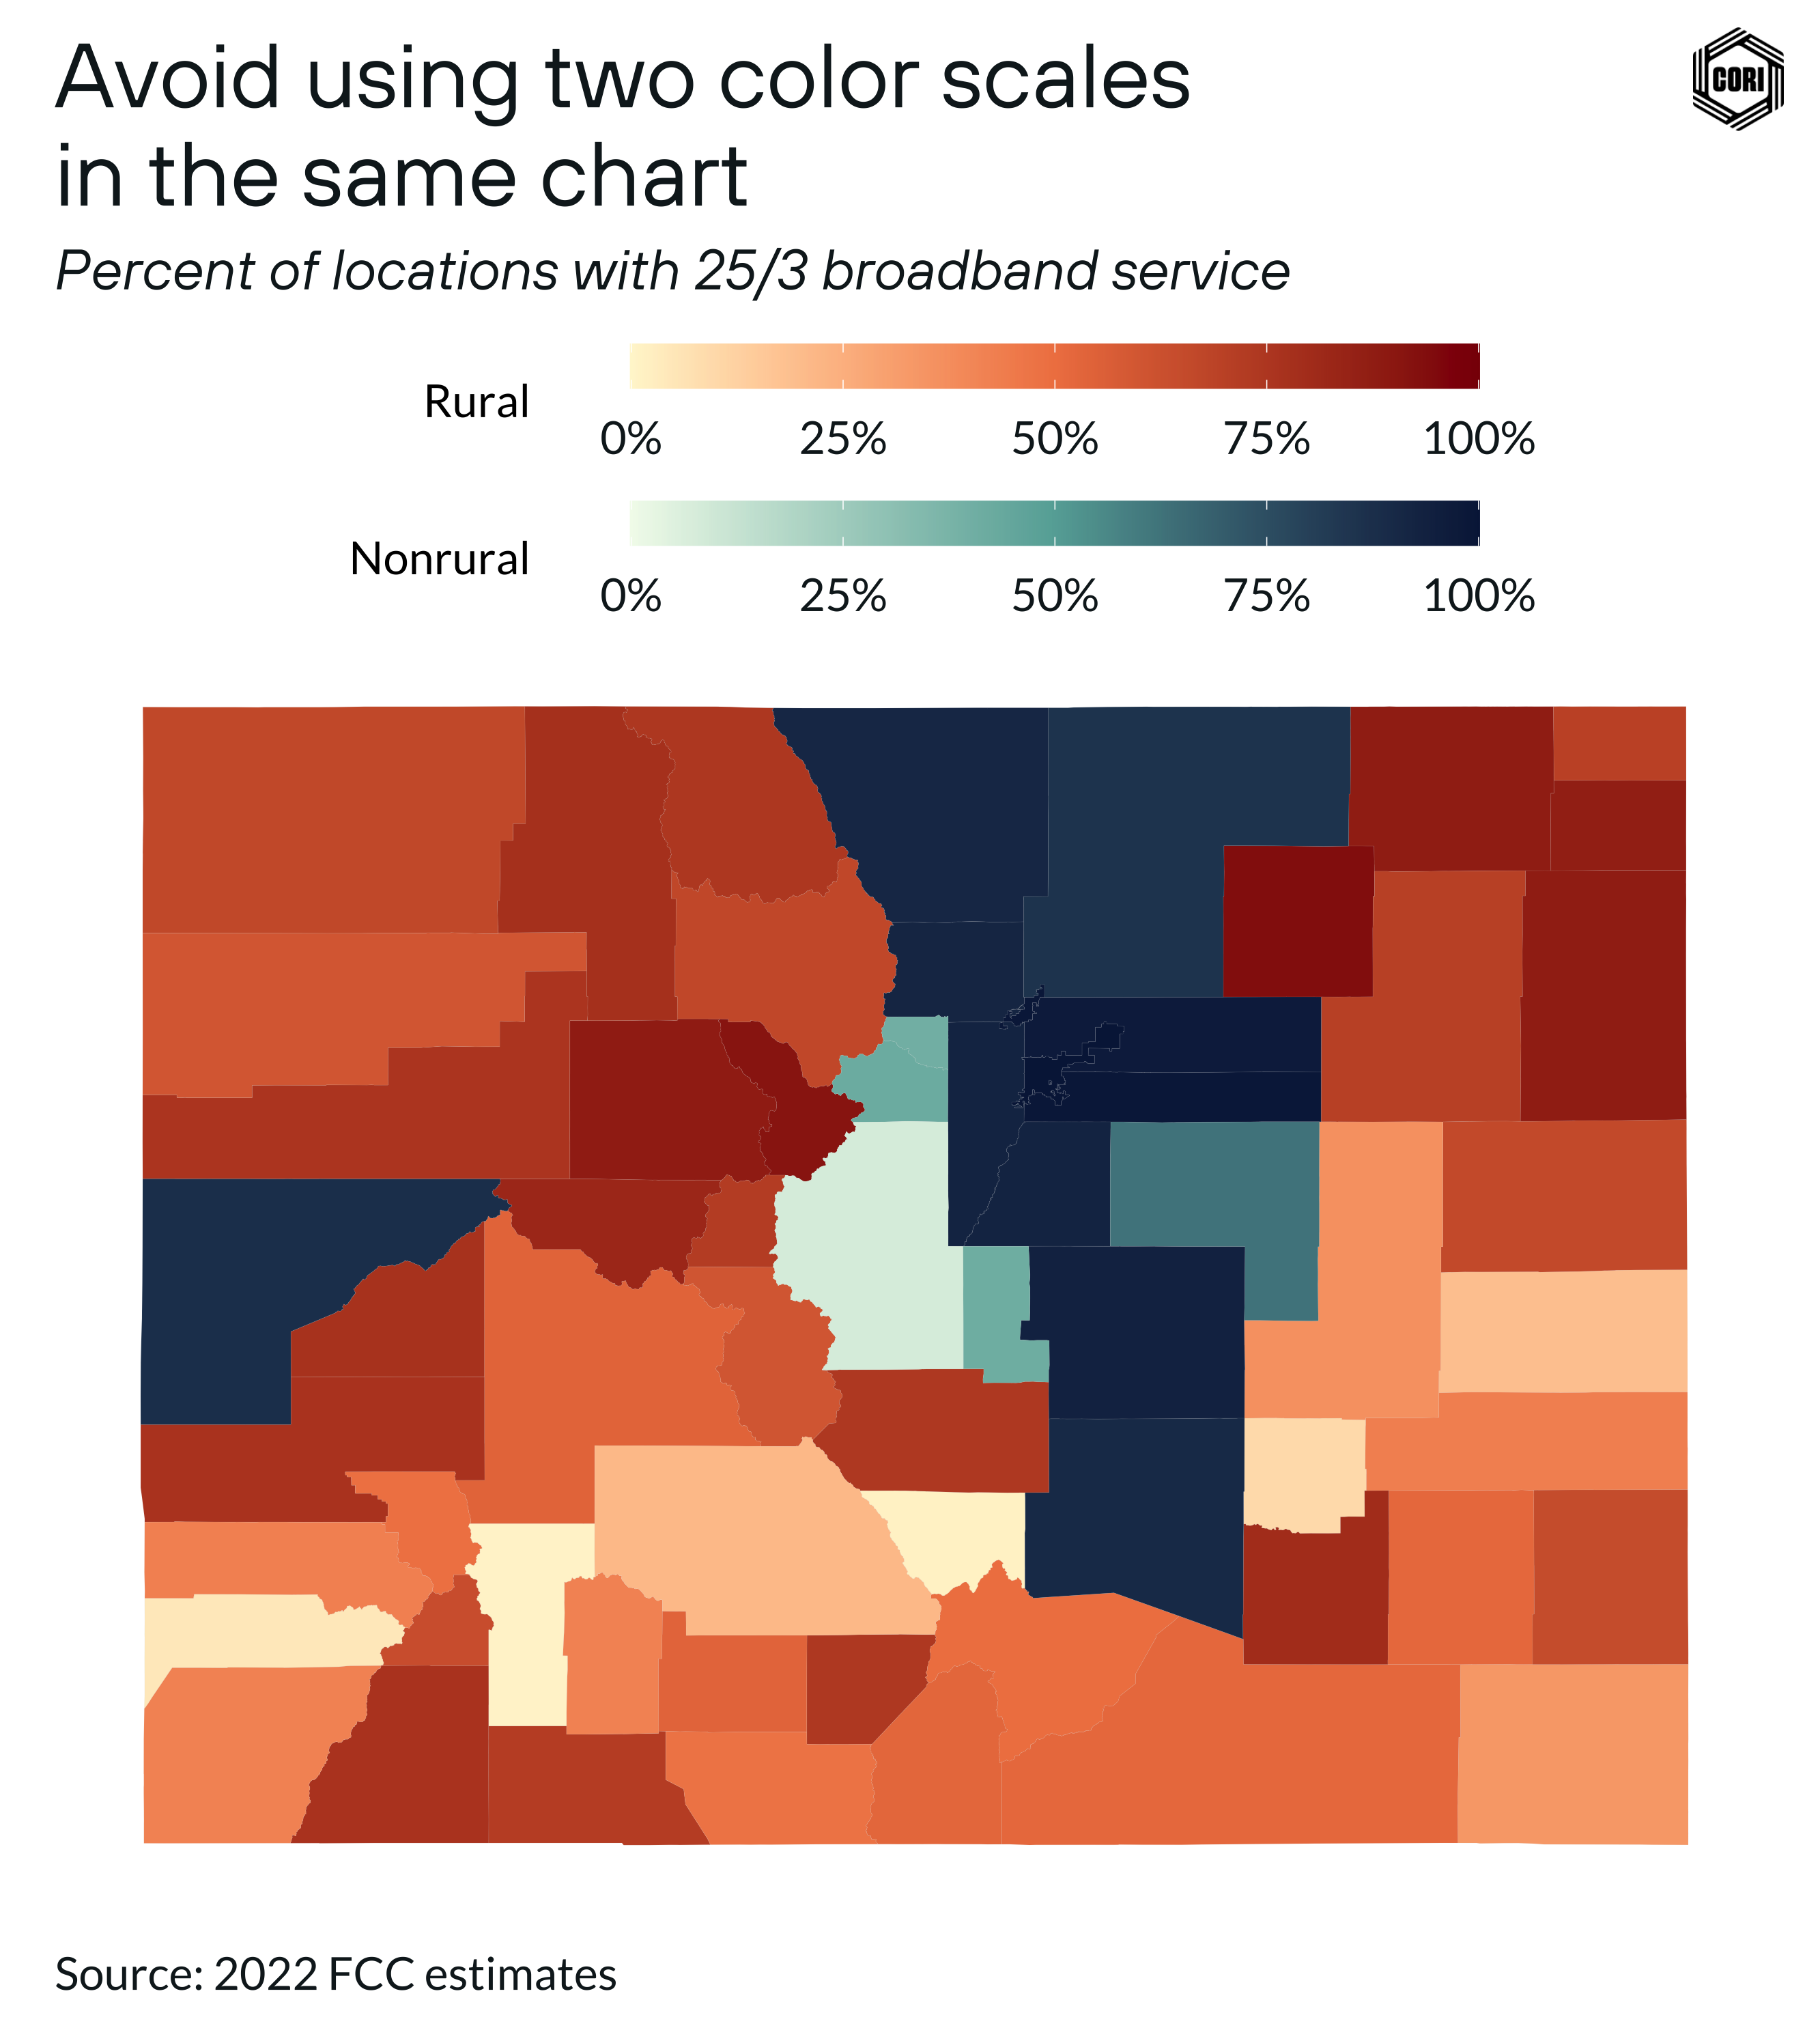 Avoid using two color scales
in the same chart
CORI
Percent of locations with 25/3 broadband service
Rural
0% 25% 50% 75% 100%
Nonrural
0% 25% 50% 75% 100%
Source: 2022 FCC estimates